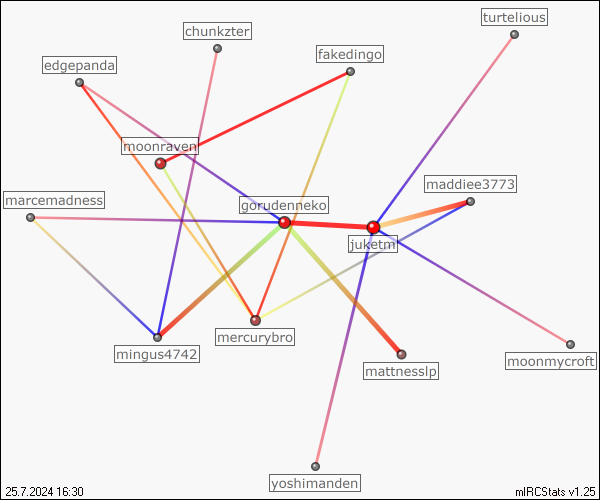 turtelious
chunkzter
fakedingo
edgepanda
moonraven
maddiee3773
marcemadness
gorudenneko
juketm
mercurybro
mingus4742
moonmycroft
mattnesslp
yoshimanden
25.7.2024 16:30
mIRCStats v1.25